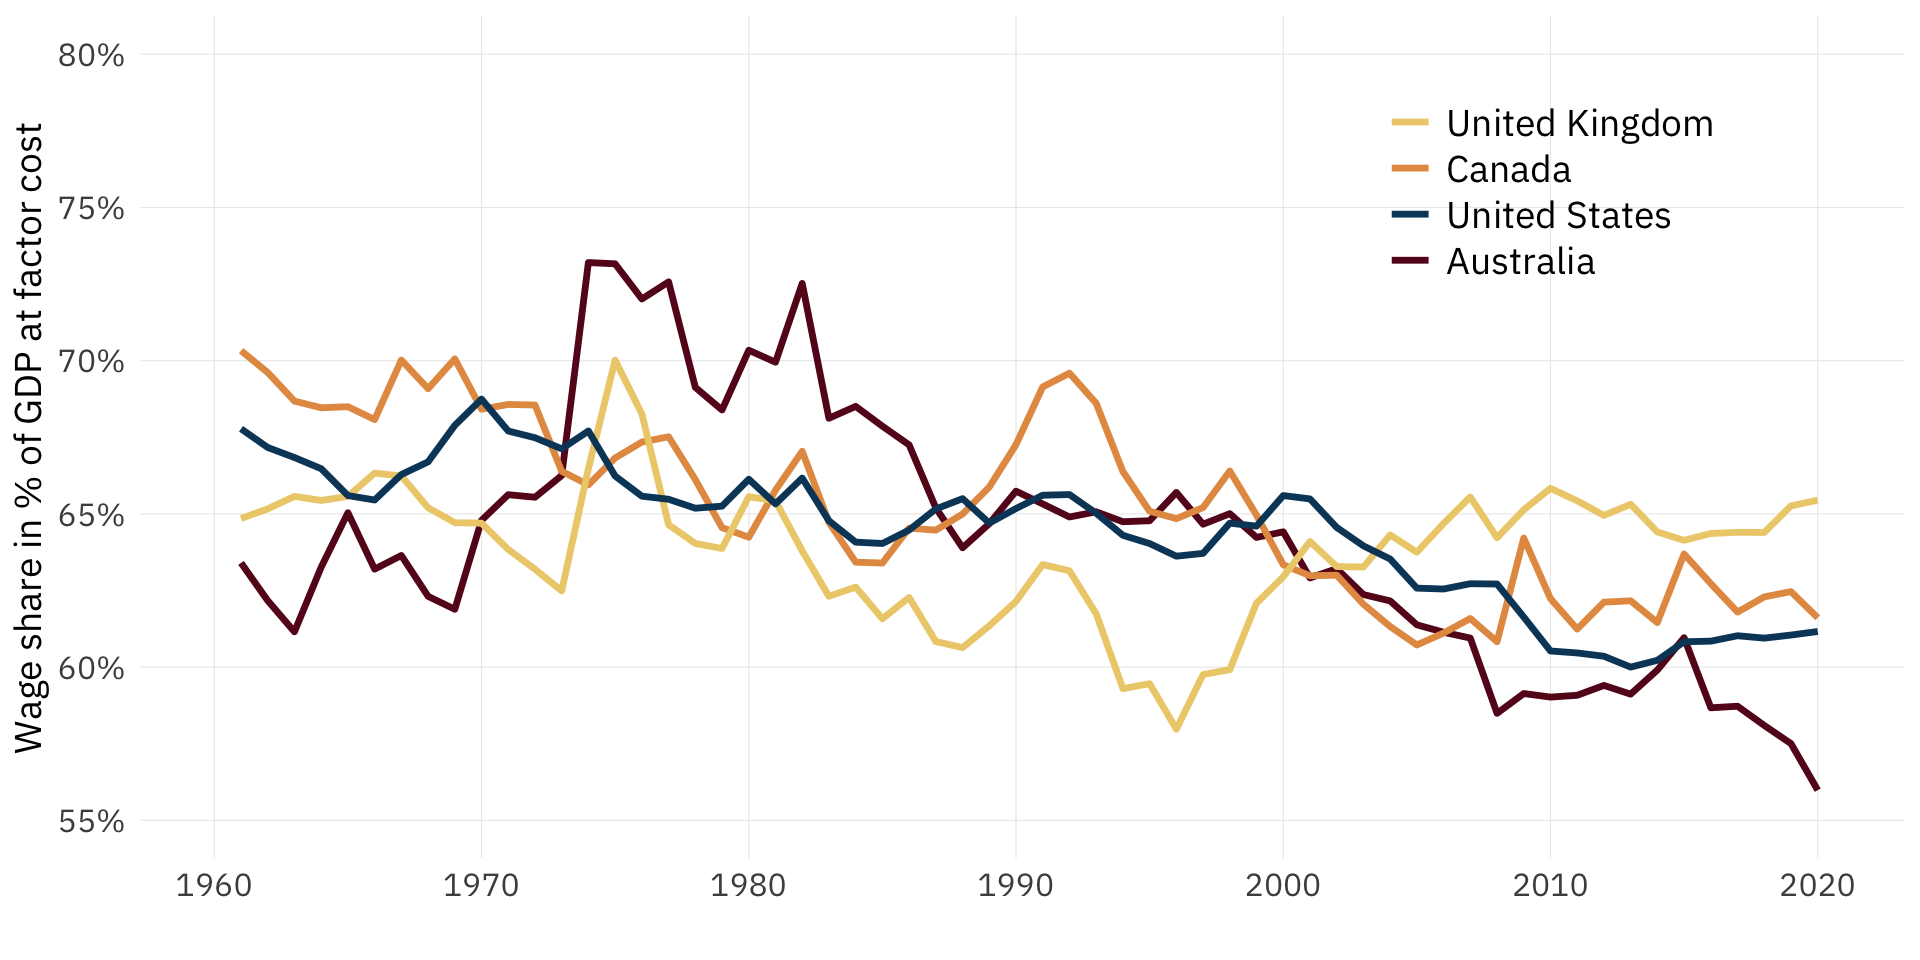 Wage share in % of GDP at factor cost
80%
75%
70%
65%
60%
55%
United Kingdom
Canada
United States
Australia
1960 1970 1980 1990 2000 2010 2020